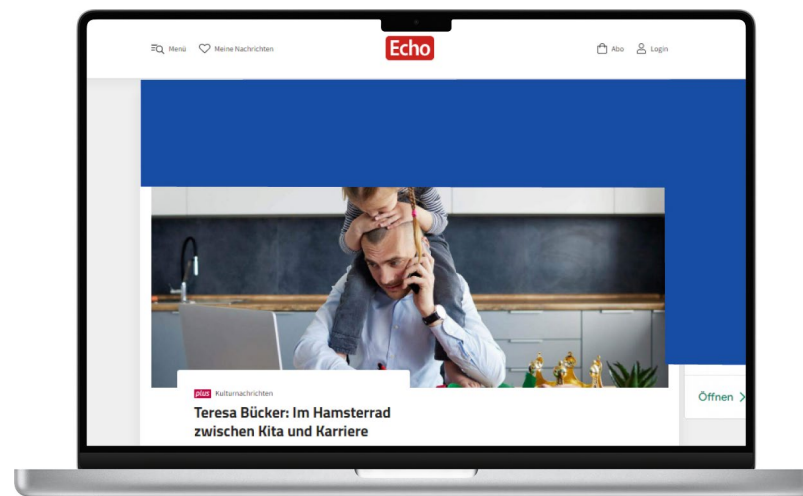 Menü
Meine Nachrichten
Echo
Abo
Login
plus Kulturnachrichten
Teresa Bücker: Im Hamsterrad
zwischen Kita und Karriere
Öffnen